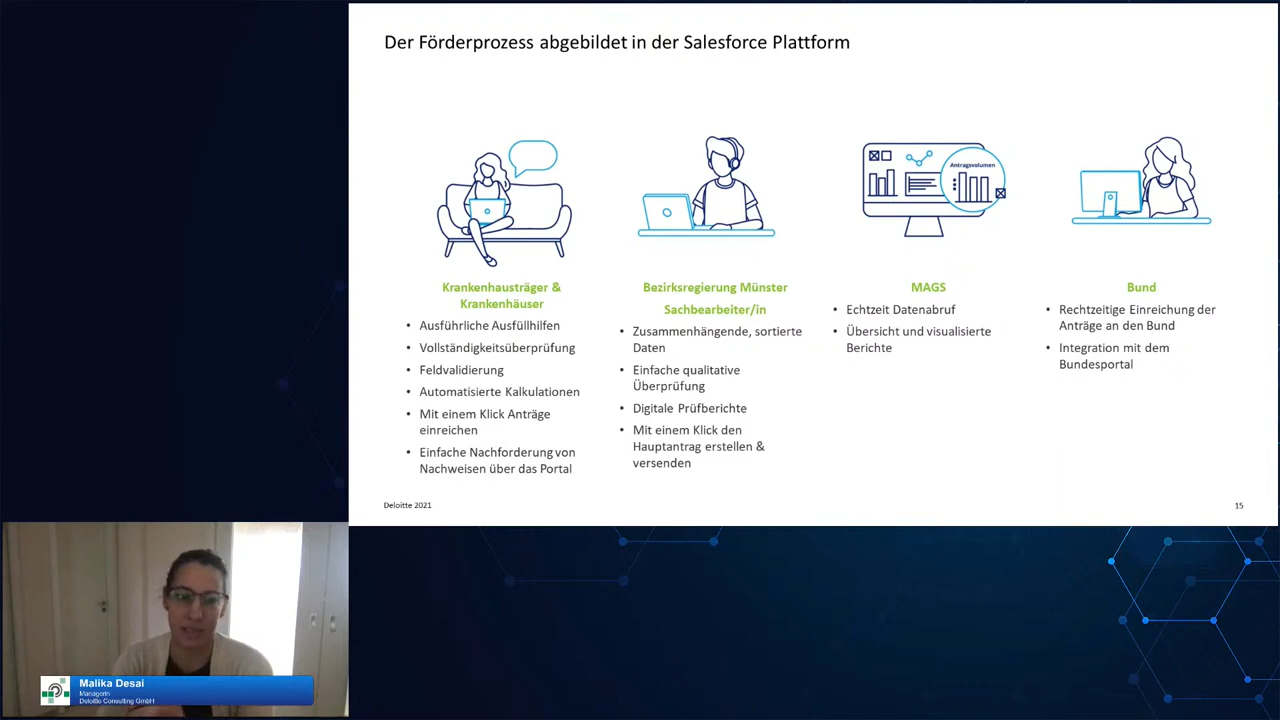 Der Förderprozess abgebildet in der Salesforce Plattform
Antragsvolumen
Krankenhausträger &
Krankenhäuser
• Ausführliche Ausfüllhilfen
• Vollständigkeitsüberprüfung
• Feldvalidierung
• Automatisierte Kalkulationen
• Mit einem Klick Anträge
einreichen
• Einfache Nachforderung von
Nachweisen über das Portal
Bezirksregierung Münster
Sachbearbeiter/in
• Zusammenhängende, sortierte
Daten
• Einfache qualitative
Überprüfung
• Digitale Prüfberichte
• Mit einem Klick den
Hauptantrag erstellen &
versenden
MAGS
• Echtzeit Datenabruf
• Übersicht und visualisierte
Berichte
Bund
• Rechtzeitige Einreichung der
Anträge an den Bund
• Integration mit dem
Bundesportal
Deloitte 2021
15
Malika Desai
Managerin
Deloitte Consulting GmbH